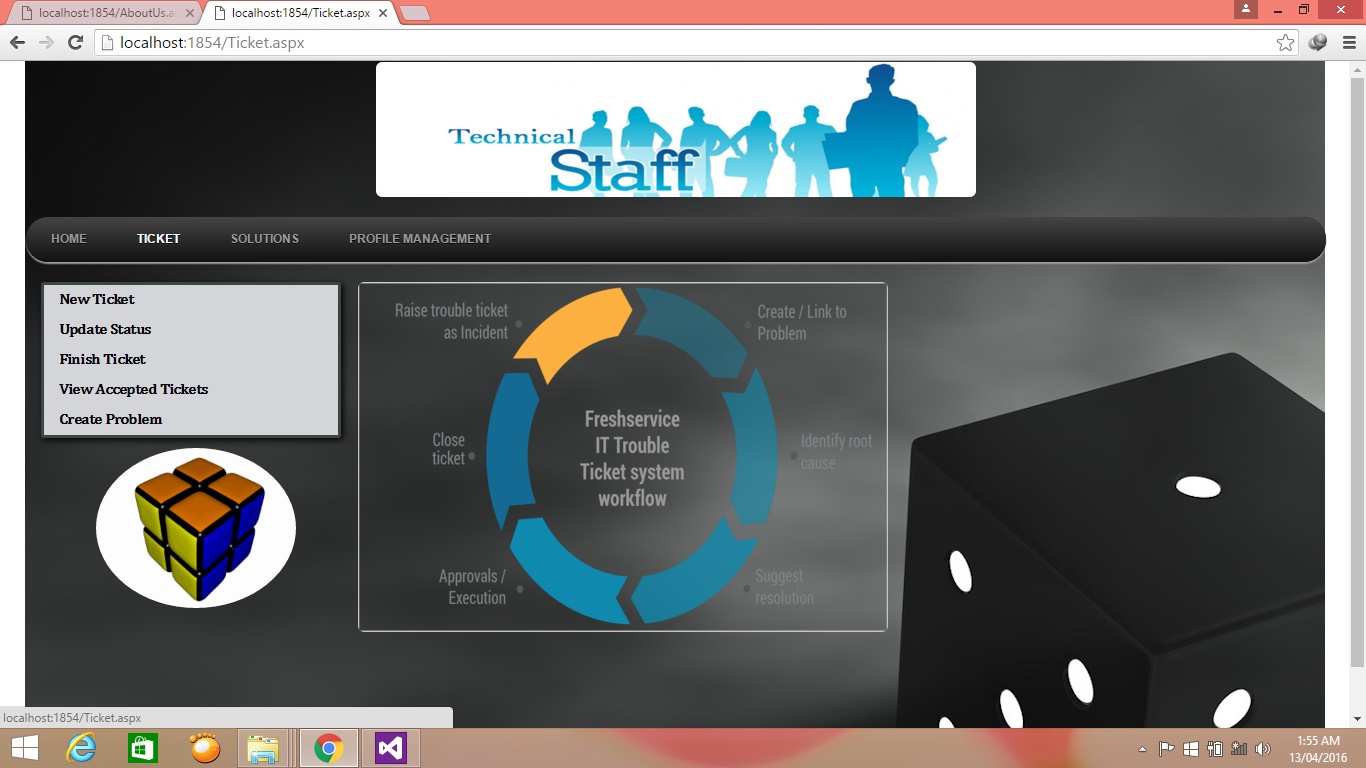 localhost:1854/AboutUs.as
localhost:1854/Ticket.aspx
localhost:1854/Ticket.aspx
Technical
Staff
HOME
TICKET
SOLUTIONS
PROFILE MANAGEMENT
New Ticket
Update Status
Finish Ticket
View Accepted Tickets
Create Problem
Raise trouble ticket
as Incident
Create / Link to
Problem
Close
ticket
Freshservice
IT Trouble
Ticket system
workflow
Identify root
cause
Approvals /
Execution
Suggest
resolution
localhost:1854/Ticket.aspx
1:55 AM
13/04/2016